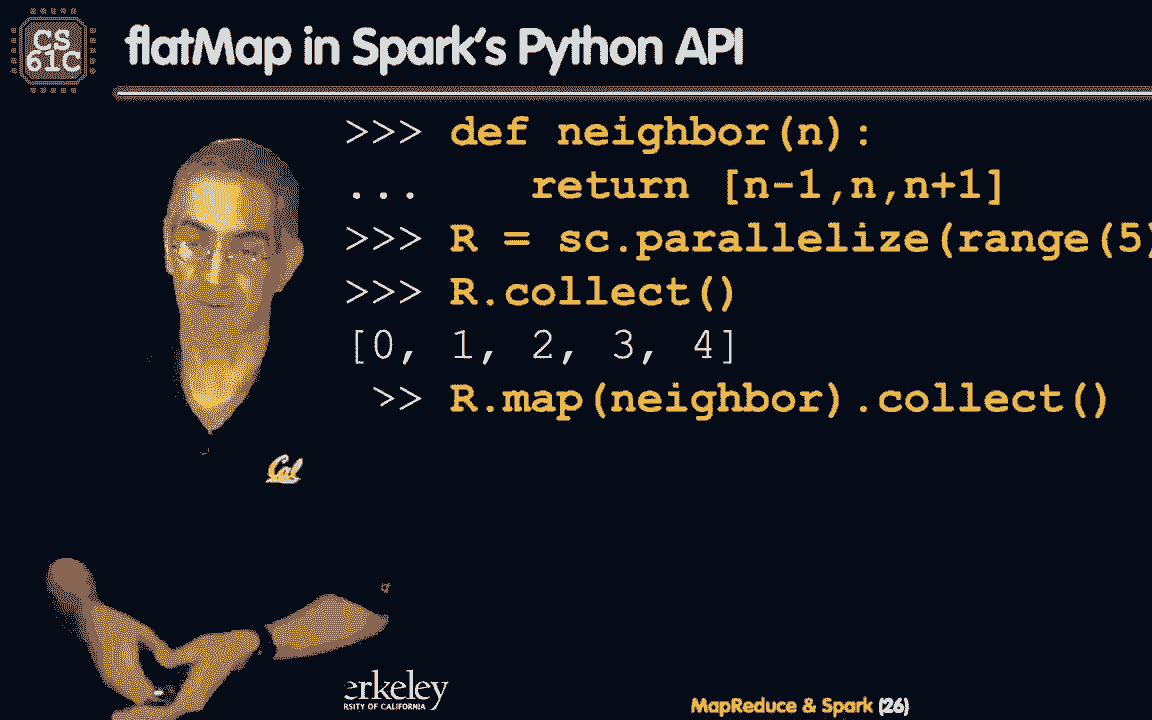 CS
61C
flatMap in Spark's Python API
>>> def neighbor(n):
... return [n-1,n,n+1]
>>> R = sc.parallelize(range(5)
>>> R.collect()
[0, 1, 2, 3, 4]
>> R.map(neighbor).collect()
Cal
erkeley
RSITY OF CALIFORNIA
MapReduce & Spark (26)